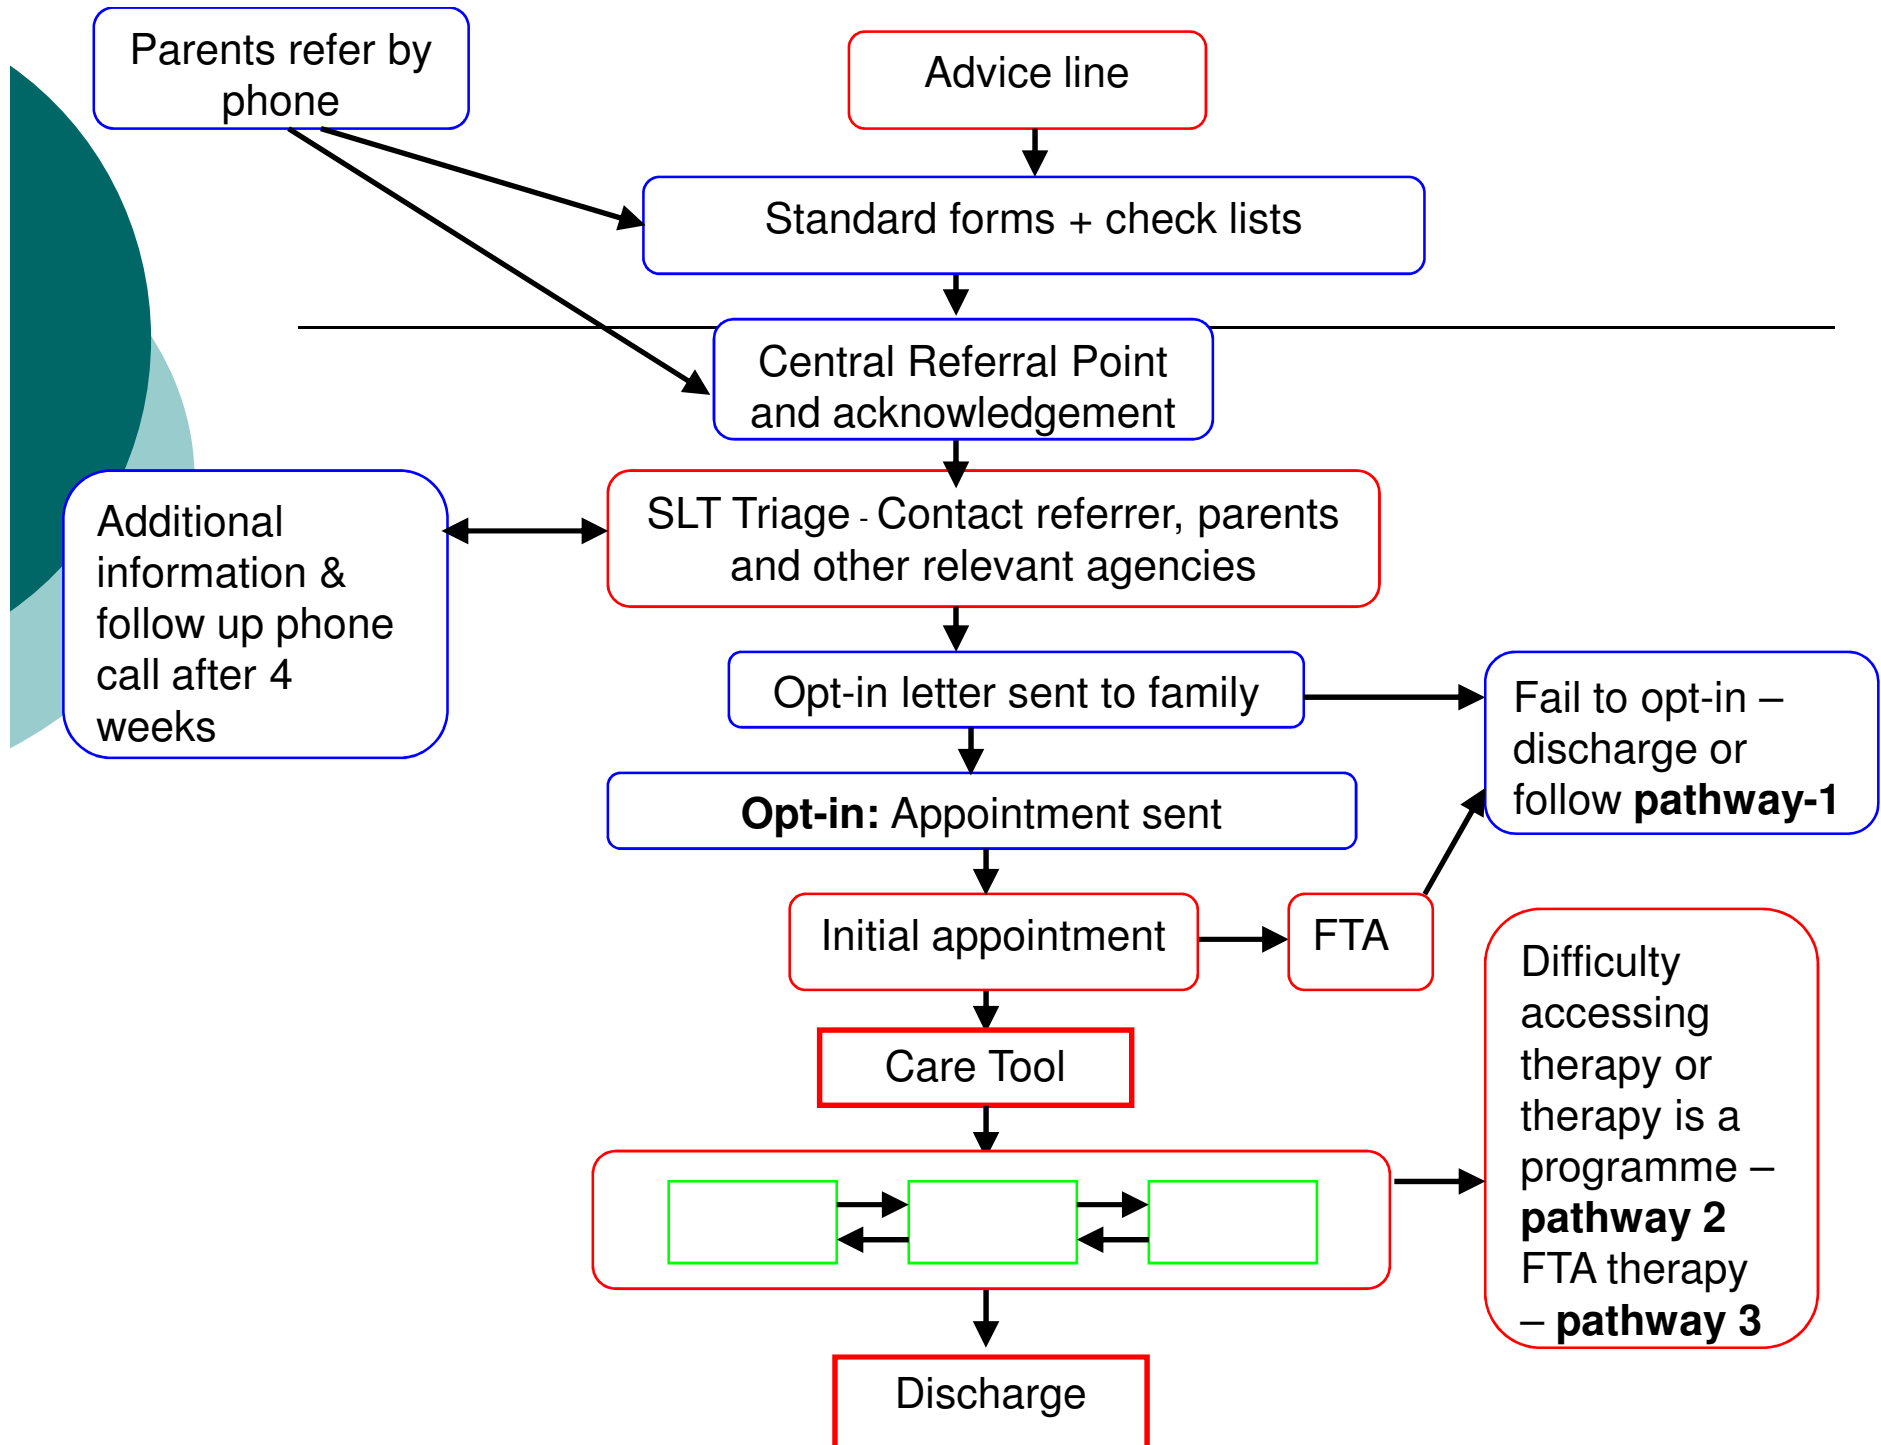 Parents refer by
phone
Advice line
Standard forms + check lists
Central Referral Point
and acknowledgement
SLT Triage - Contact referrer, parents
and other relevant agencies
Additional
information &
follow up phone
call after 4
weeks
Opt-in letter sent to family
Fail to opt-in –
discharge or
follow pathway-1
Opt-in: Appointment sent
Initial appointment
FTA
Difficulty
accessing
therapy or
therapy is a
programme –
pathway 2
FTA therapy
– pathway 3
Care Tool
Discharge